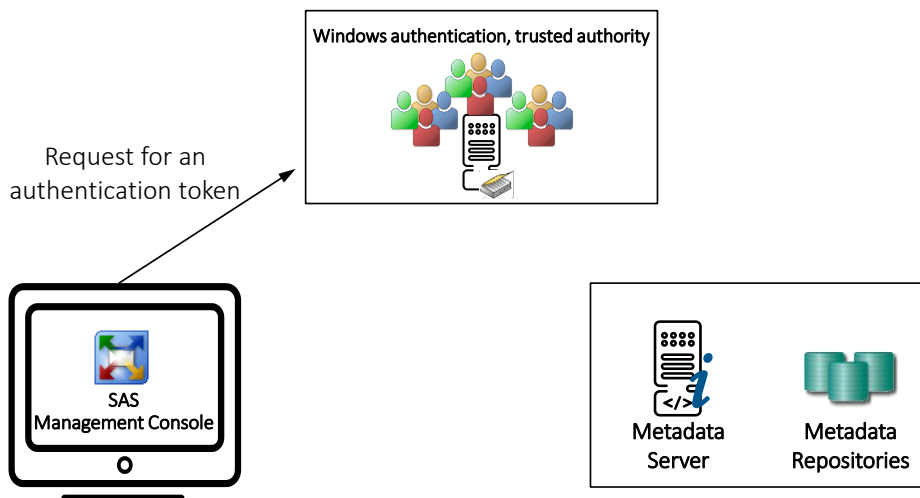 Windows authentication, trusted authority
Request for an
authentication token
SAS
Management Console
</>
i
Metadata
Server
Metadata
Repositories